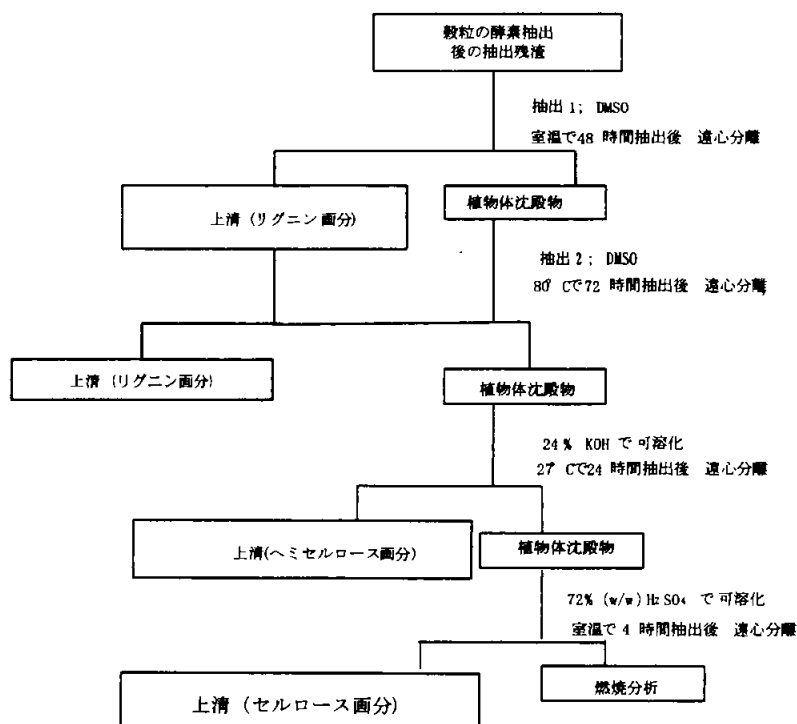 穀粒の酵素抽出
後の抽出残渣
抽出1; DMSO
室温で48 時間抽出後 遠心分離
上清 (リグニン画分)
植物体沈殿物
抽出2; DMSO
80° Cで72 時間抽出後 遠心分離
上清 (リグニン画分)
植物体沈殿物
24% KOH で可溶化
27° Cで24 時間抽出後 遠心分離
上清(ヘミセルロース画分)
植物体沈殿物
72% (w/w) H₂SO₄ で可溶化
室温で4 時間抽出後 遠心分離
上清 (セルロース画分)
燃焼分析